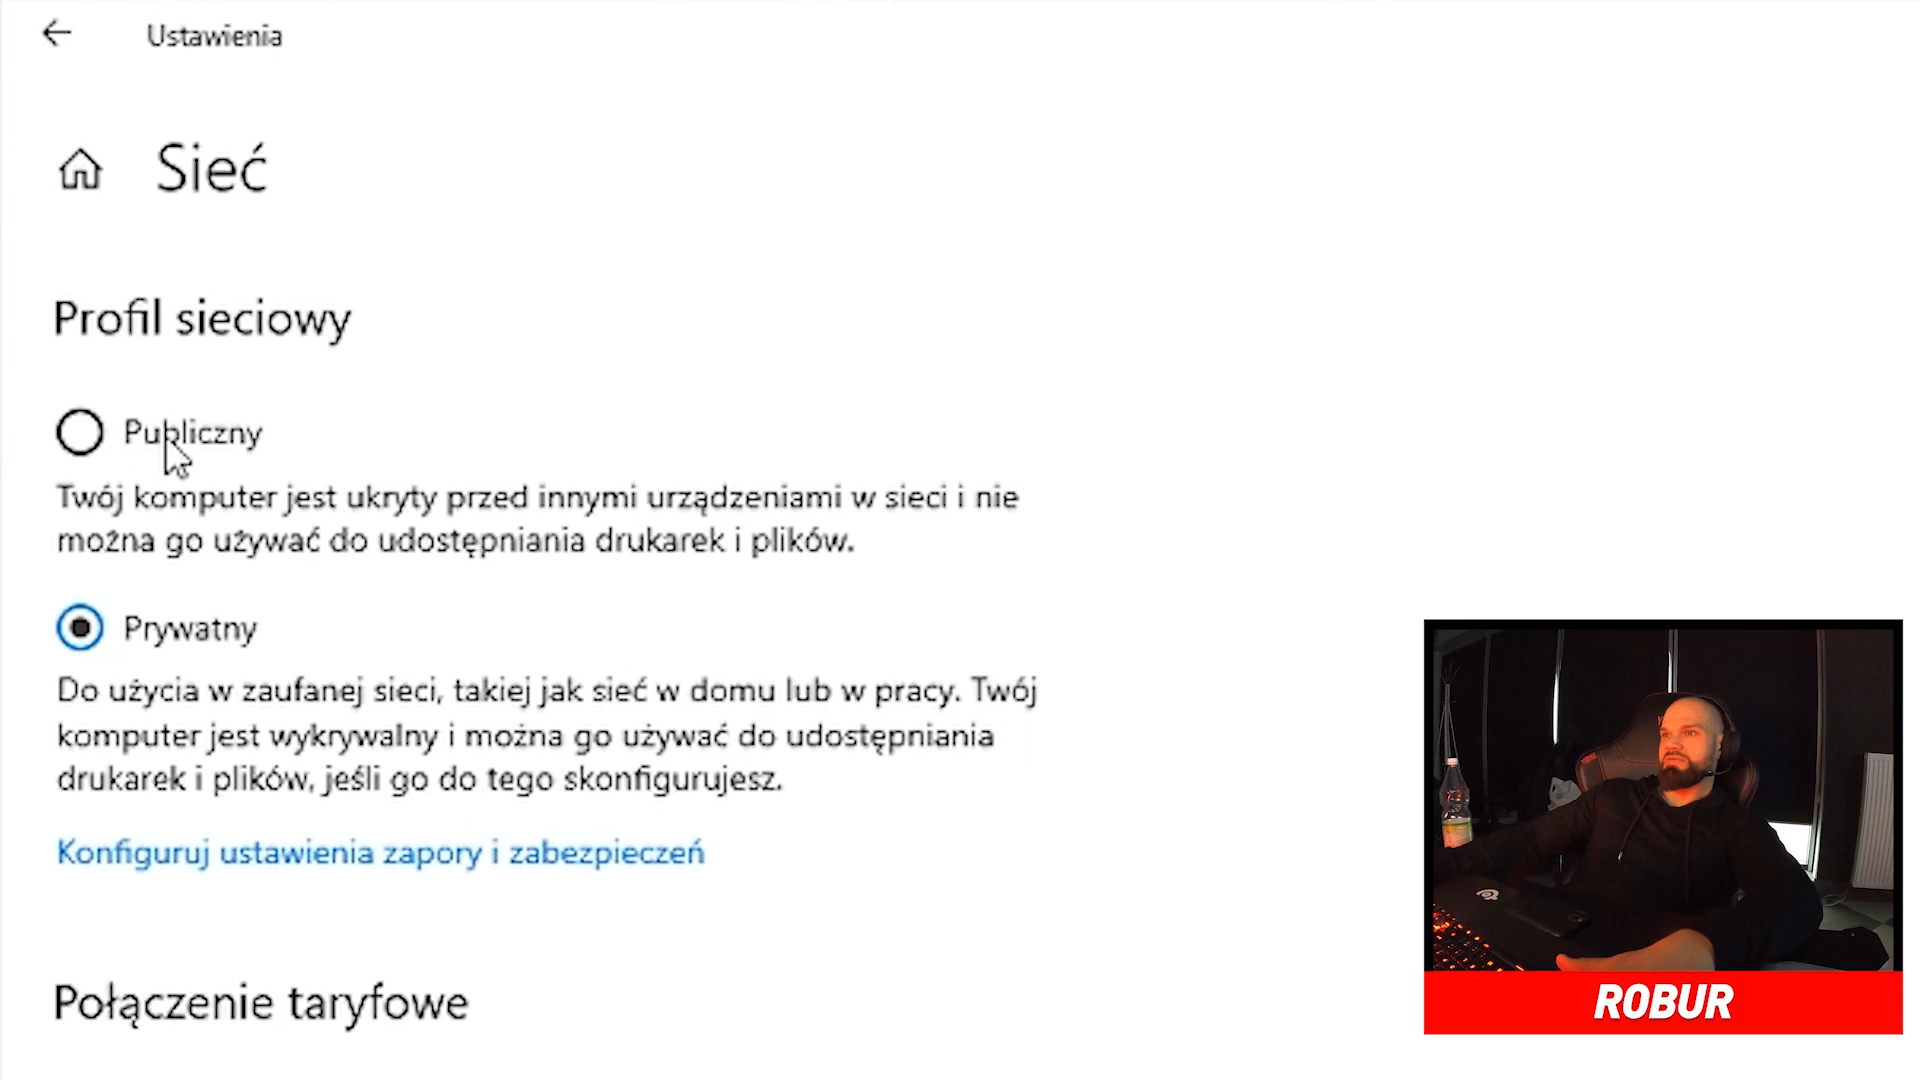 Ustawienia
Sieć
Profil sieciowy
Publiczny
Twój komputer jest ukryty przed innymi urządzeniami w sieci i nie
można go używać do udostępniania drukarek i plików.
Prywatny
Do użycia w zaufanej sieci, takiej jak sieć w domu lub w pracy. Twój
komputer jest wykrywalny i można go używać do udostępniania
drukarek i plików, jeśli go do tego skonfigurujesz.
Konfiguruj ustawienia zapory i zabezpieczeń
Połączenie taryfowe
ROBUR